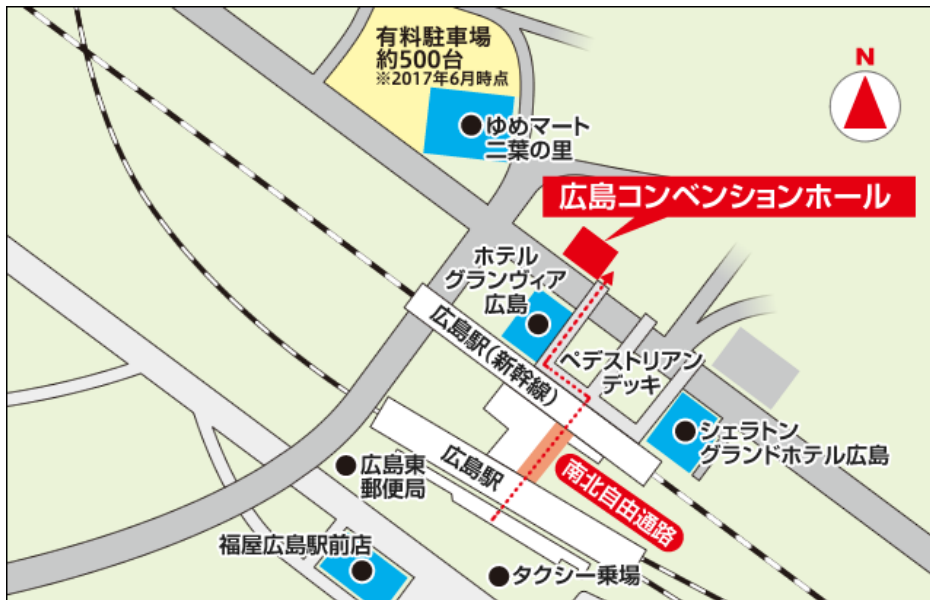 有料駐車場
約500台
※2017年6月時点
ゆめマート
二葉の里
N
広島コンベンションホール
ホテル
グランヴィア
広島
広島駅(新幹線)
ペデストリアン
デッキ
シェラトン
グランドホテル広島
広島駅
南北自由通路
広島東
郵便局
福屋広島駅前店
タクシー乗場